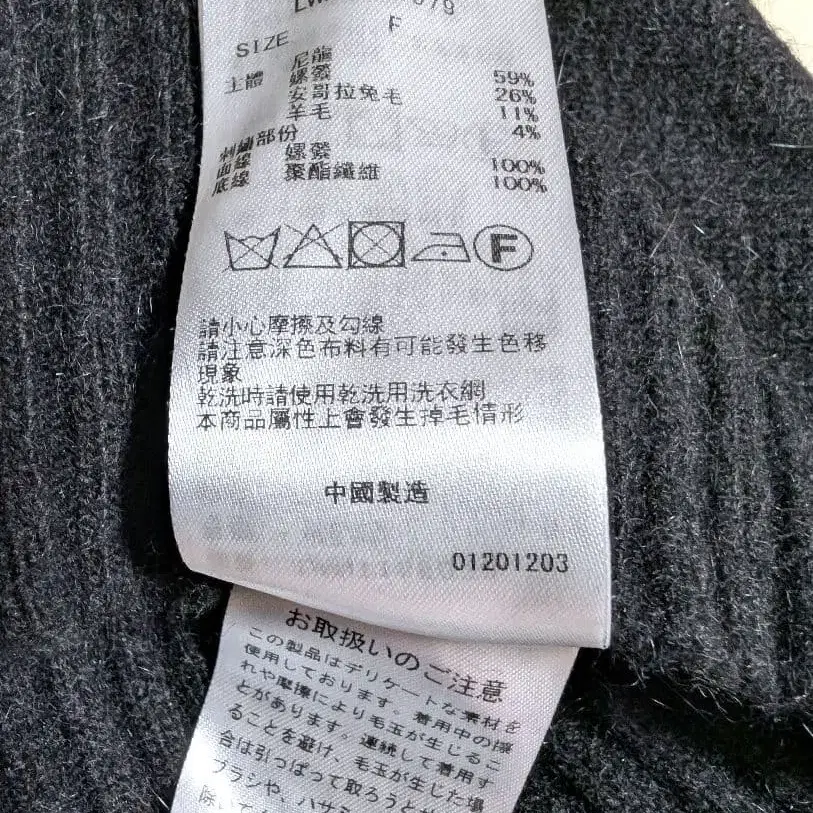 SIZE F
主體 尼龍 59%
嫘縈 26%
安哥拉兔毛 11%
羊毛 4%
刺繡部份
面線 嫘縈 100%
底線 聚酯纖維 100%
F
請小心摩擦及勾線
請注意深色布料有可能發生色移
現象
乾洗時請使用乾洗用洗衣網
本商品屬性上會發生掉毛情形
中國製造
01201203
お取扱いのご注意
この製品はデリケートな素材を
使用しております。着用中の摩
れや摩擦により毛玉が生じるこ
とがあります。連続して着用す
ることを避け、毛玉が生じた場
合は引っぱって取ろうとせ
ブラシや、ハサミ